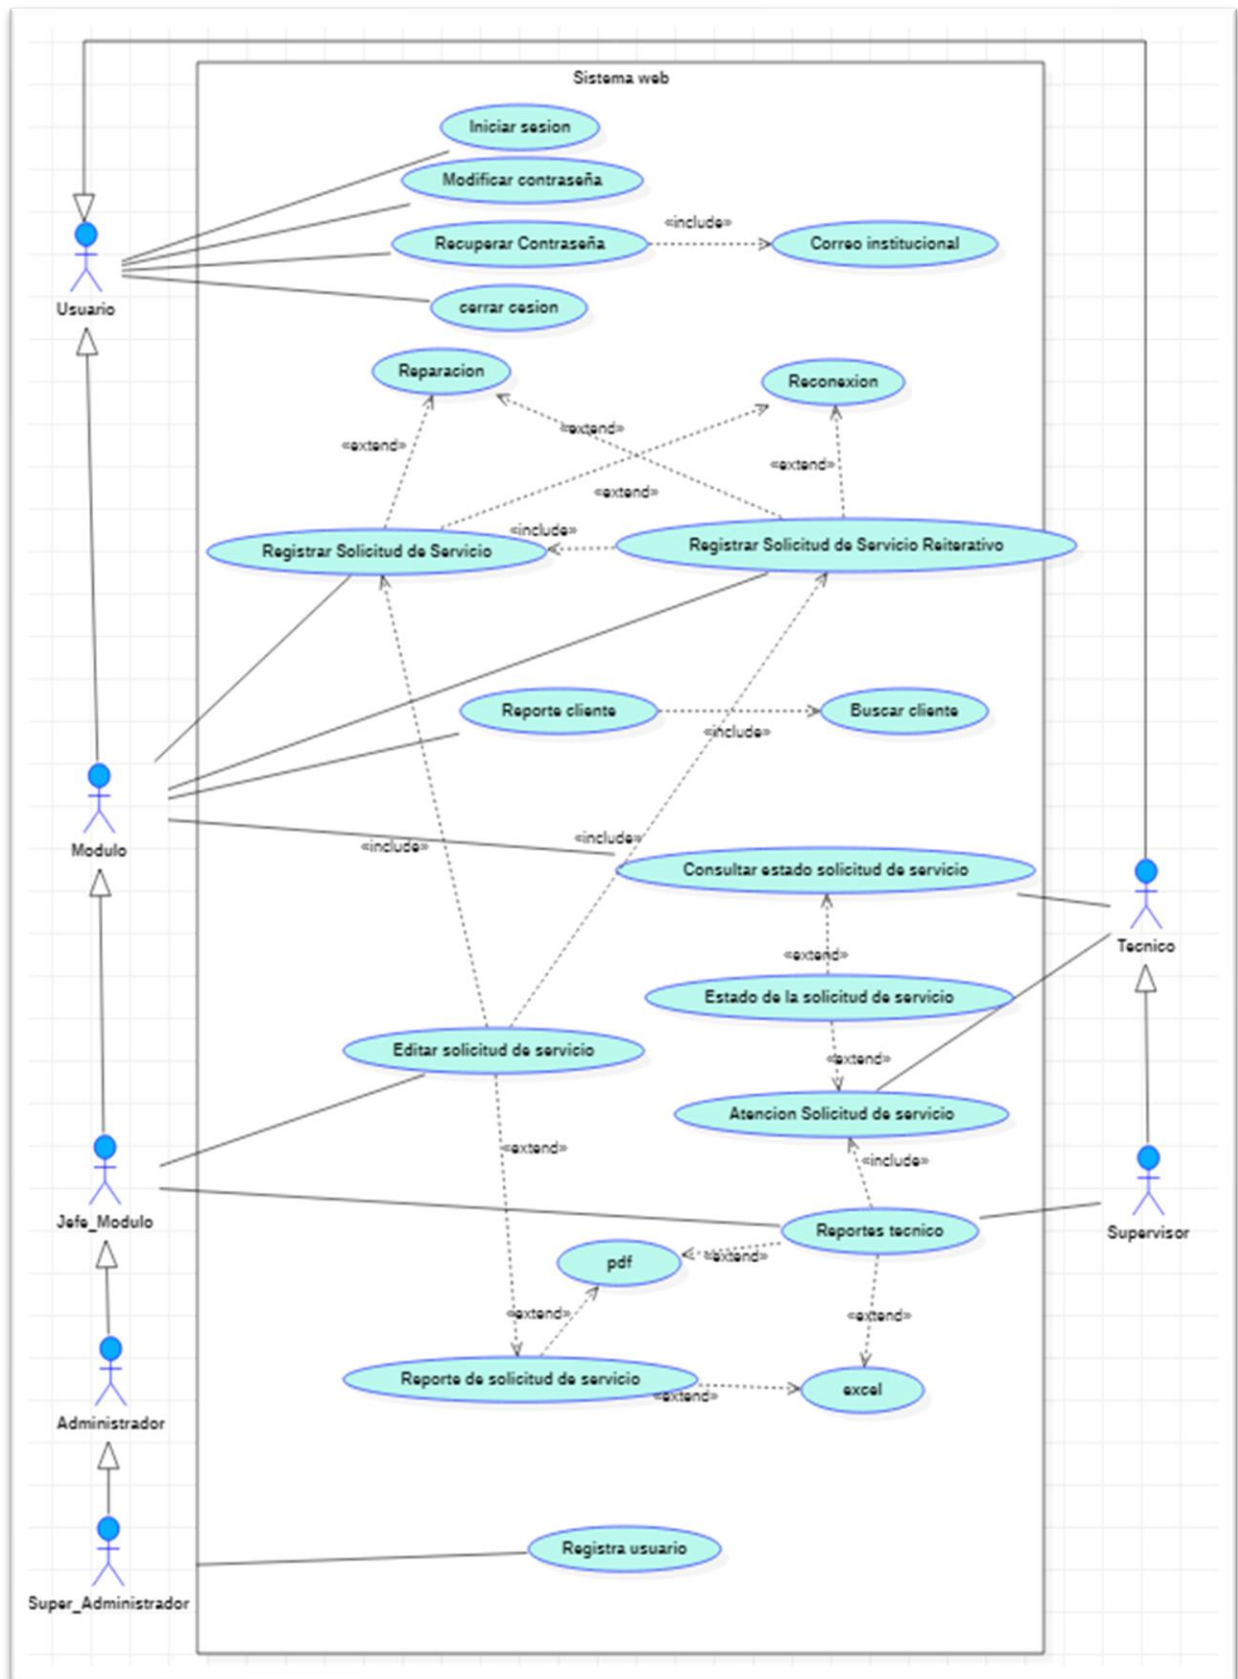 Sistema web
Iniciar sesion
Modificar contraseña
«include»
Recuperar Contraseña
Correo institucional
Usuario
cerrar cesion
Reparacion
Reconexion
«extend»
«extend»
«extend»
«extend»
«include»
Registrar Solicitud de Servicio
Registrar Solicitud de Servicio Reiterativo
Reporte cliente
Buscar cliente
«include»
«include»
«include»
Modulo
Consultar estado solicitud de servicio
Tecnico
«extend»
Estado de la solicitud de servicio
Editar solicitud de servicio
«extend»
Atencion Solicitud de servicio
«extend»
«include»
Jefe_Modulo
Reportes tecnico
Supervisor
«extend»
pdf
«extend»
«extend»
Reporte de solicitud de servicio
«extend»
excel
Administrador
Registra usuario
Super_Administrador